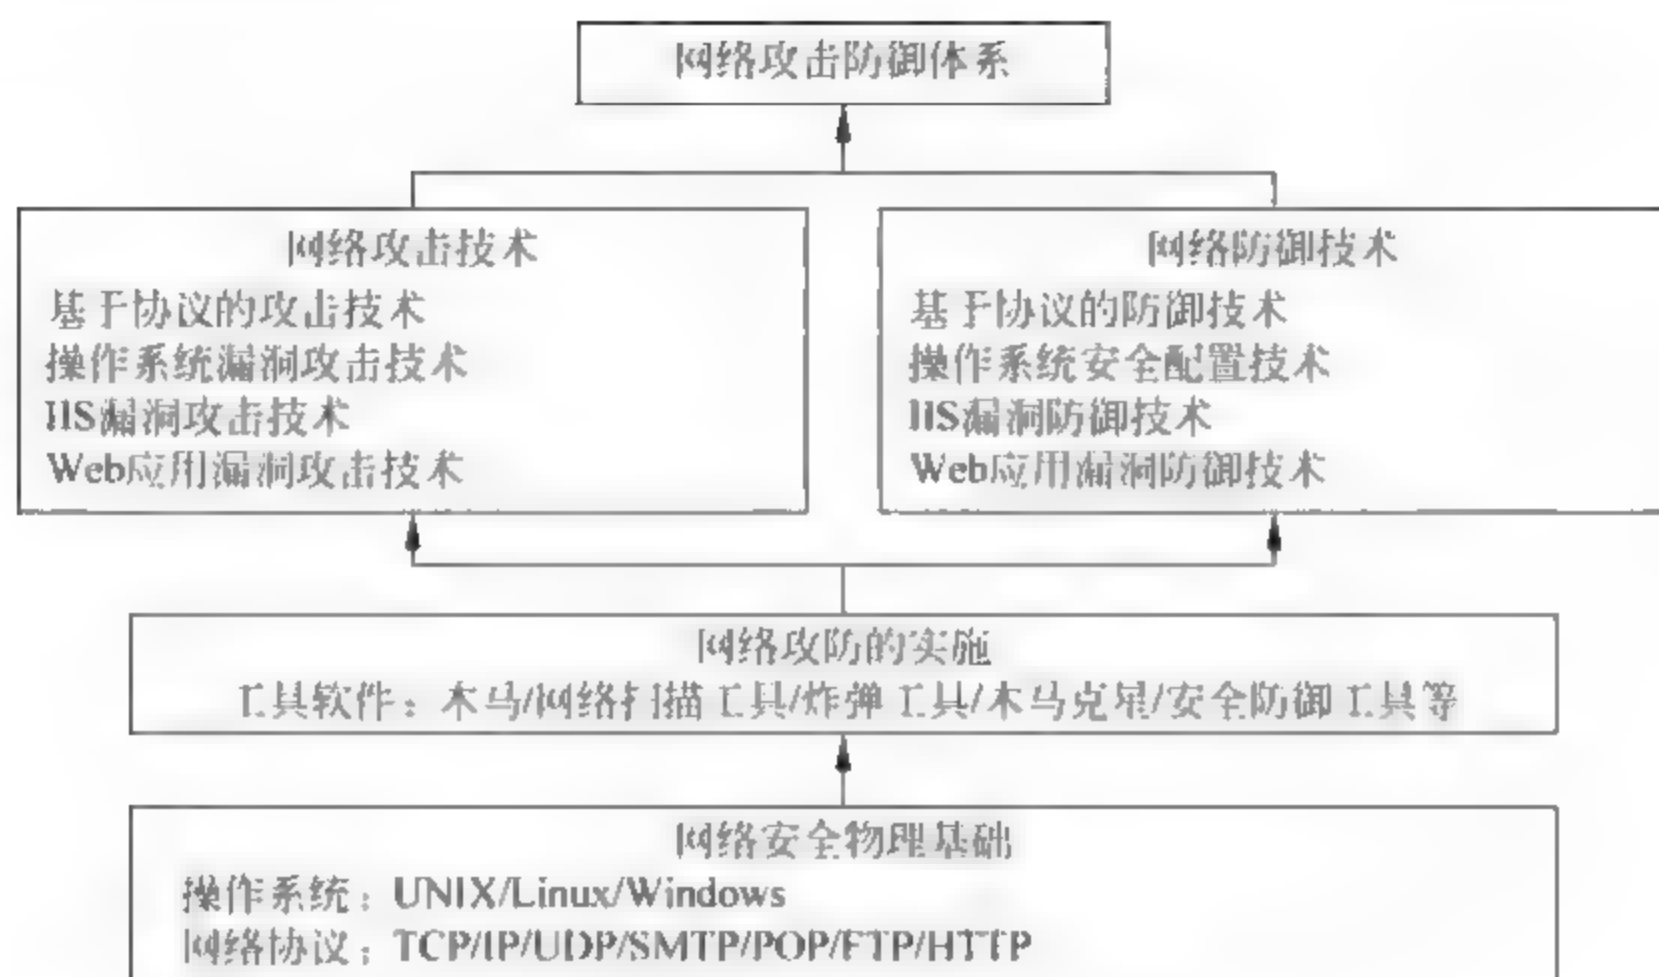 网络攻击防御体系
网络攻击技术
基于协议的攻击技术
操作系统漏洞攻击技术
IIS漏洞攻击技术
Web应用漏洞攻击技术
网络防御技术
基于协议的防御技术
操作系统安全配置技术
IIS漏洞防御技术
Web应用漏洞防御技术
网络攻防的实施
工具软件：木马/网络扫描工具/炸弹工具/木马克星/安全防御工具等
网络安全物理基础
操作系统：UNIX/Linux/Windows
网络协议：TCP/IP/UDP/SMTP/POP/FTP/HTTP